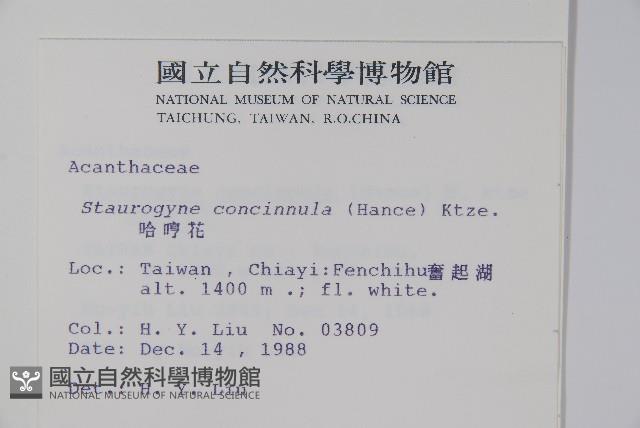 國立自然科學博物館
NATIONAL MUSEUM OF NATURAL SCIENCE
TAICHUNG, TAIWAN, R.O.CHINA
Acanthaceae
Staurogyne concinnula (Hance) Ktze.
哈哼花
Loc.: Taiwan , Chiayi:Fenchihu奮起湖
alt. 1400 m .; fl. white.
Col.: H. Y. Liu No. 03809
Date: Dec. 14 , 1988
Det.: H. Y. Liu
國立自然科學博物館
NATIONAL MUSEUM OF NATURAL SCIENCE